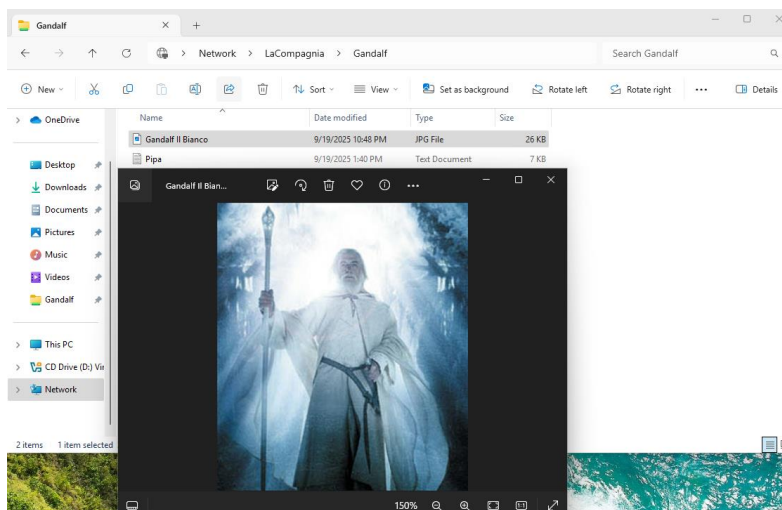 Gandalf
Network > LaCompagnia > Gandalf
Search Gandalf
New
Sort
View
Set as background
Rotate left
Rotate right
Details
OneDrive
Name Date modified Type Size
Gandalf Il Bianco 9/19/2025 10:48 PM JPG File 26 KB
Pipa 9/19/2025 1:40 PM Text Document 7 KB
Desktop
Downloads
Documents
Pictures
Music
Videos
Gandalf
This PC
CD Drive (D:) Vir
Network
2 items 1 item selected
Gandalf Il Bian...
150%
1:1